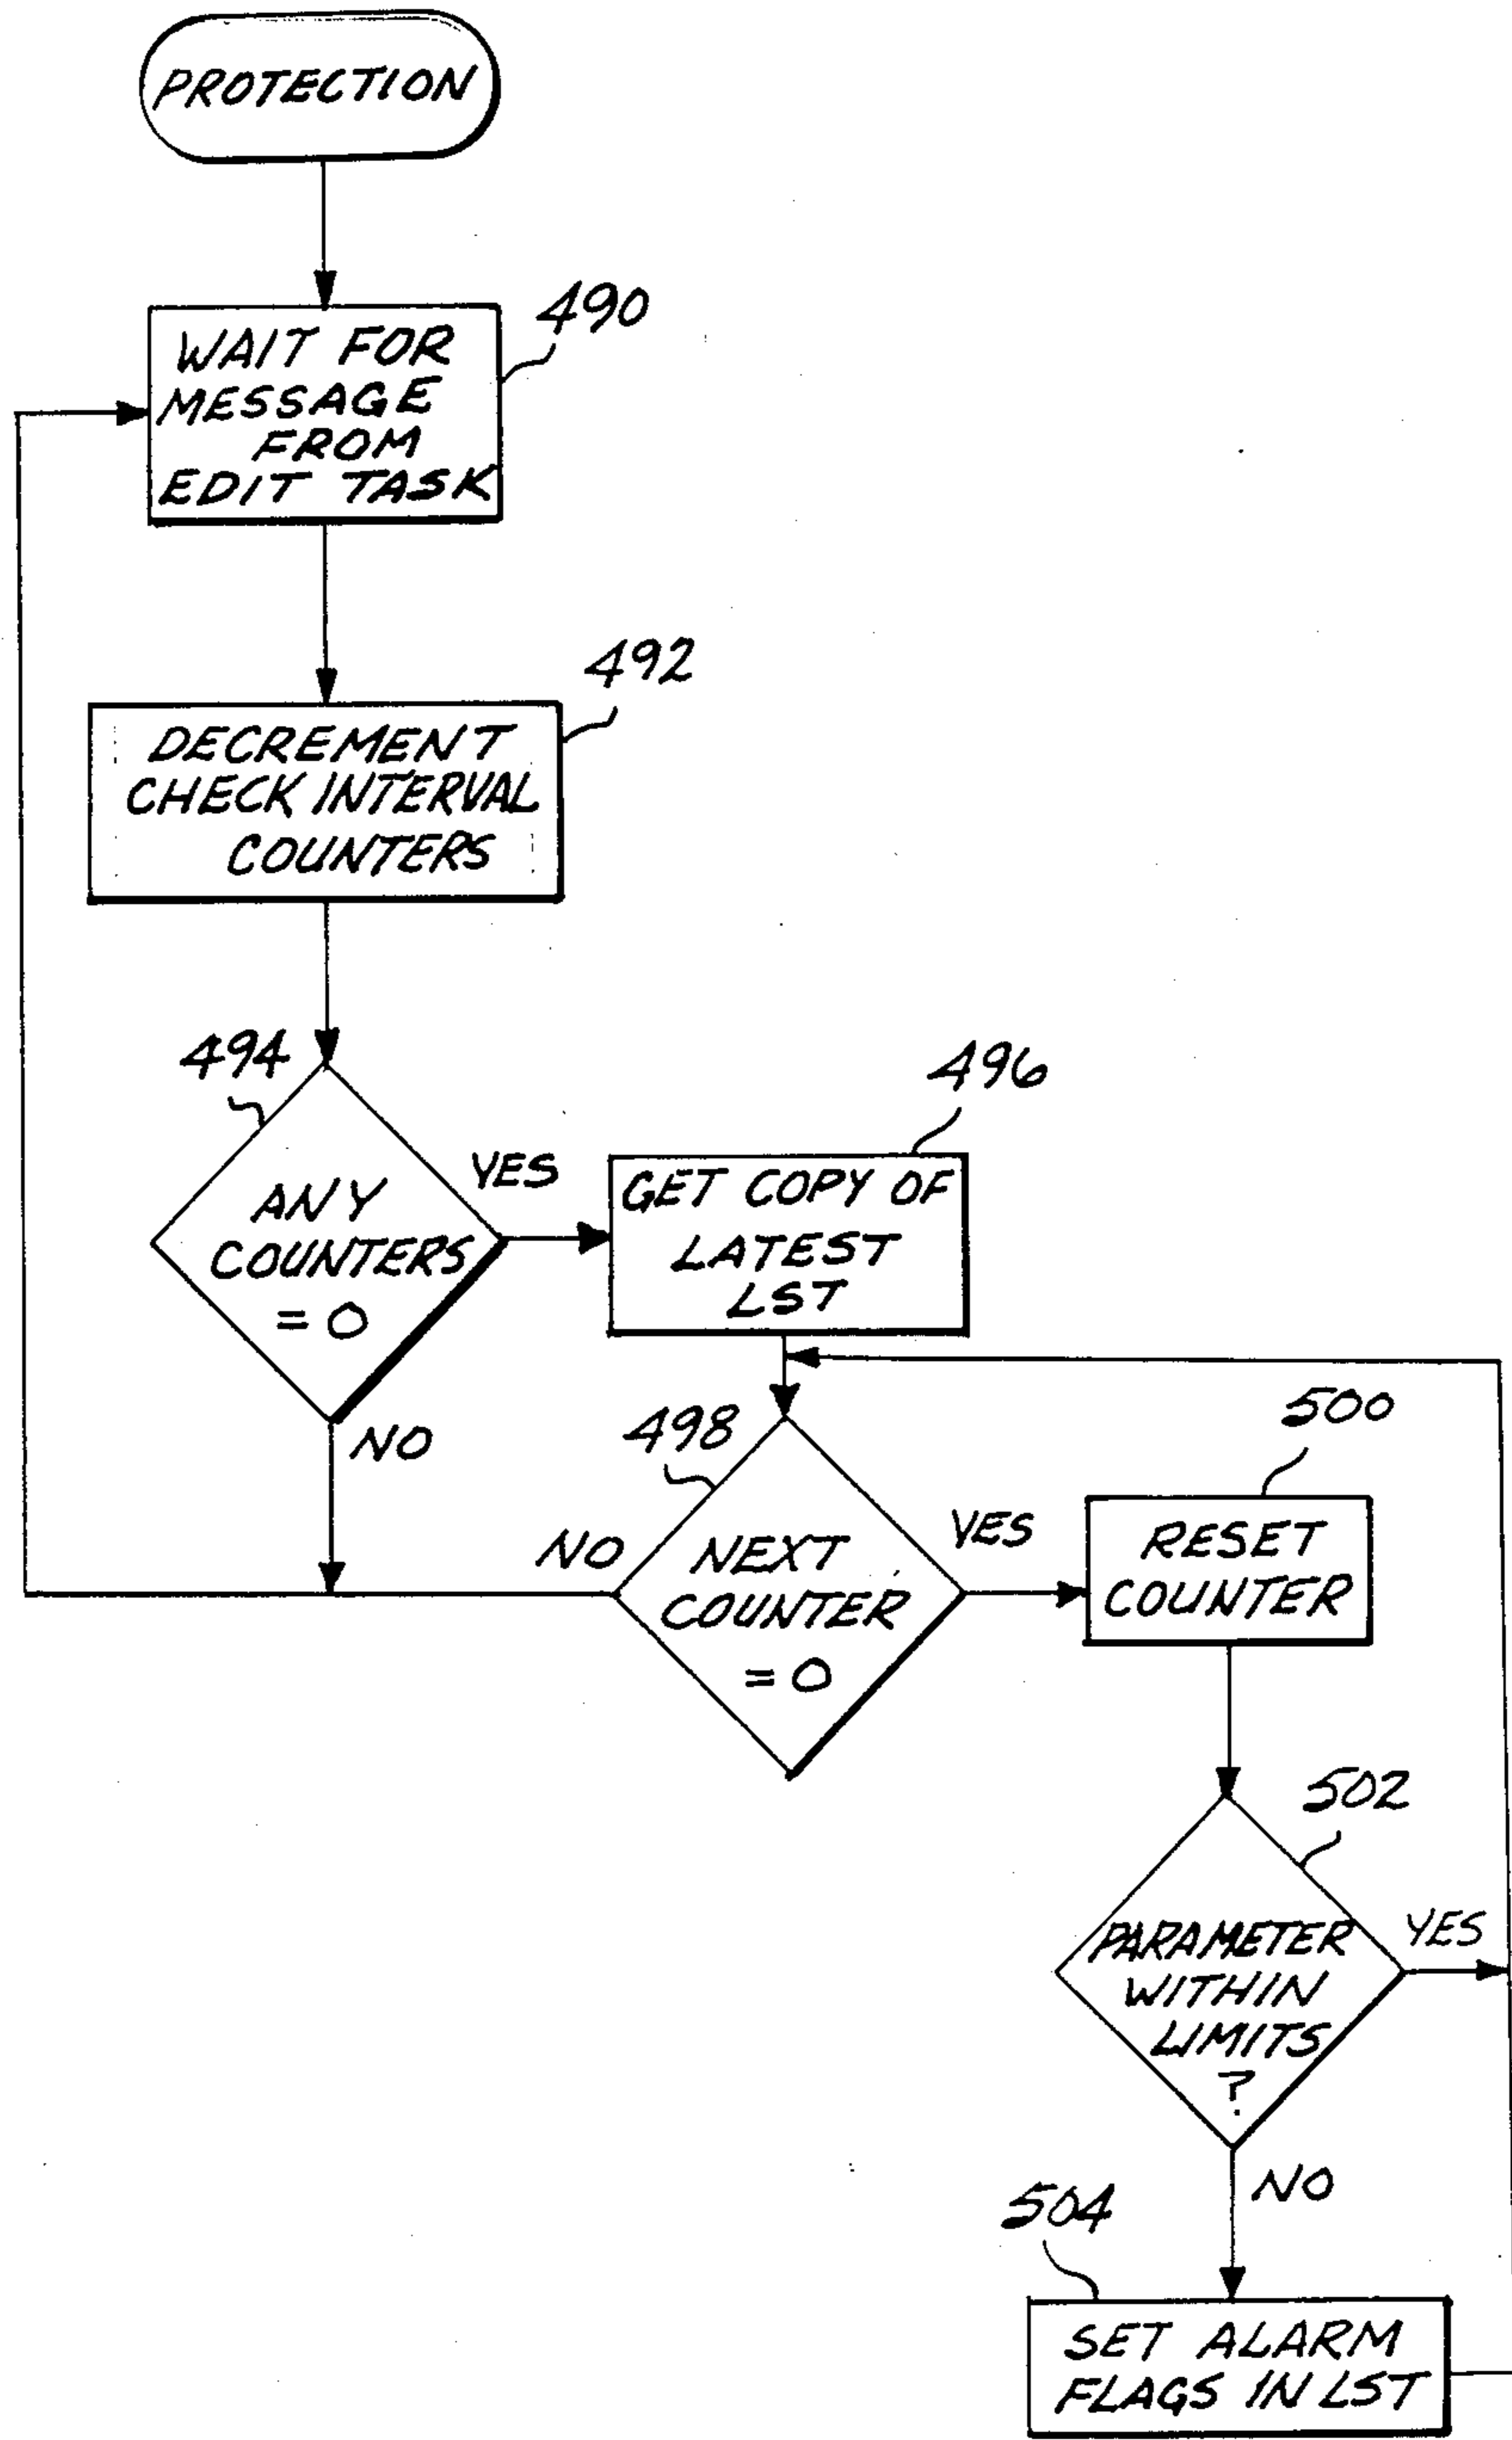 PROTECTION
490
WAIT FOR
MESSAGE
FROM
EDIT TASK
492
DECREMENT
CHECK INTERVAL
COUNTERS
494
ANY
COUNTERS
= 0
YES
NO
496
GET COPY OF
LATEST
LST
498
NEXT
COUNTER
= 0
NO
YES
500
RESET
COUNTER
502
PARAMETER
WITHIN
LIMITS
?
YES
NO
504
SET ALARM
FLAGS IN LST